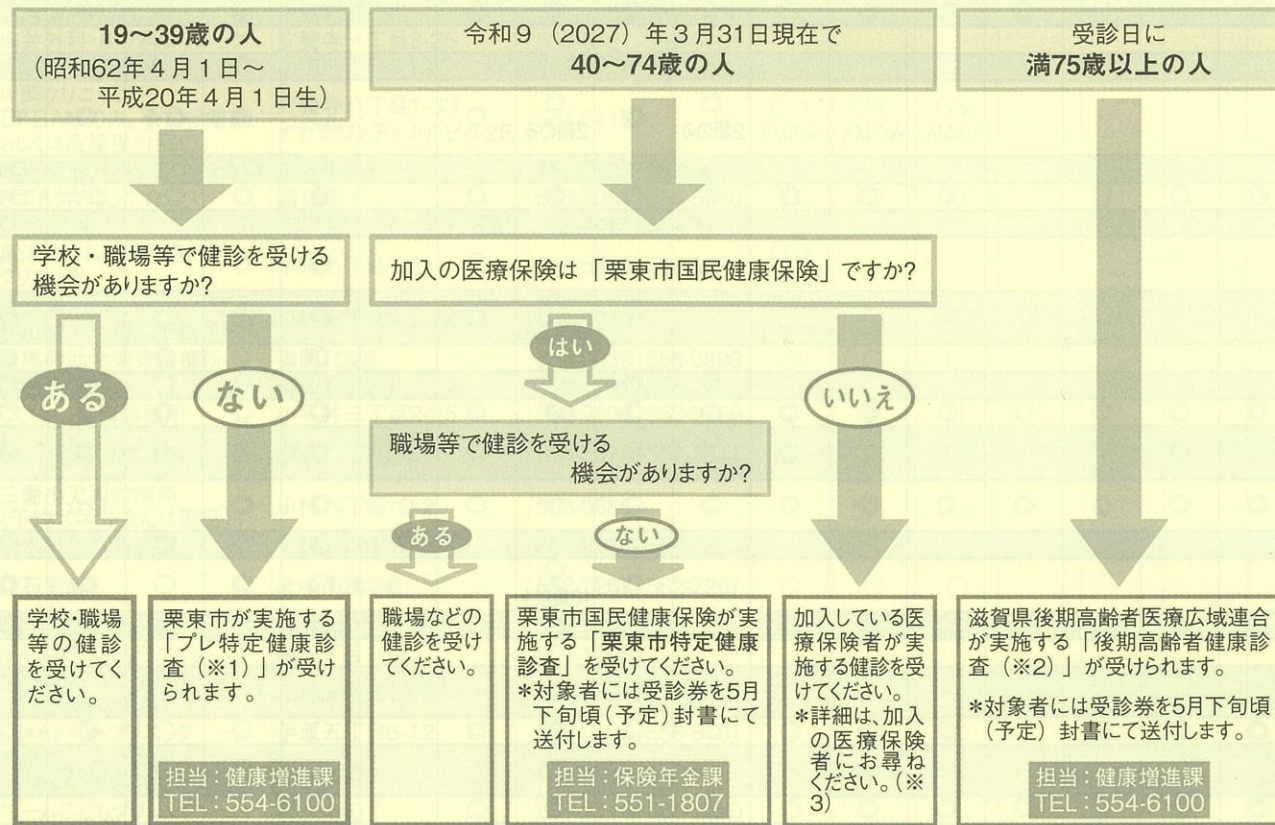 19～39歳の人
（昭和62年４月１日～
平成20年４月１日生）
令和９（2027）年３月31日現在で
40～74歳の人
受診日に
満75歳以上の人
学校・職場等で健診を受ける
機会がありますか?
加入の医療保険は「栗東市国民健康保険」ですか?
ある
ない
はい
いいえ
職場等で健診を受ける
機会がありますか?
ある
ない
学校・職場
等の健診
を受けてく
ださい。
栗東市が実施する
「プレ特定健康診
査（※1）」が受け
られます。
担当：健康増進課
TEL：554-6100
職場などの
健診を受け
てください。
栗東市国民健康保険が実
施する「栗東市特定健康
診査」を受けてください。
*対象者には受診券を5月
下旬頃（予定）封書にて
送付します。
担当：保険年金課
TEL：551-1807
加入している医
療保険者が実
施する健診を受
けてください。
*詳細は、加入
の医療保険
者にお尋ね
ください。（※
3）
滋賀県後期高齢者医療広域連合
が実施する「後期高齢者健康診
査（※2）」が受けられます。
*対象者には受診券を5月下旬頃
（予定）封書にて送付します。
担当：健康増進課
TEL：554-6100